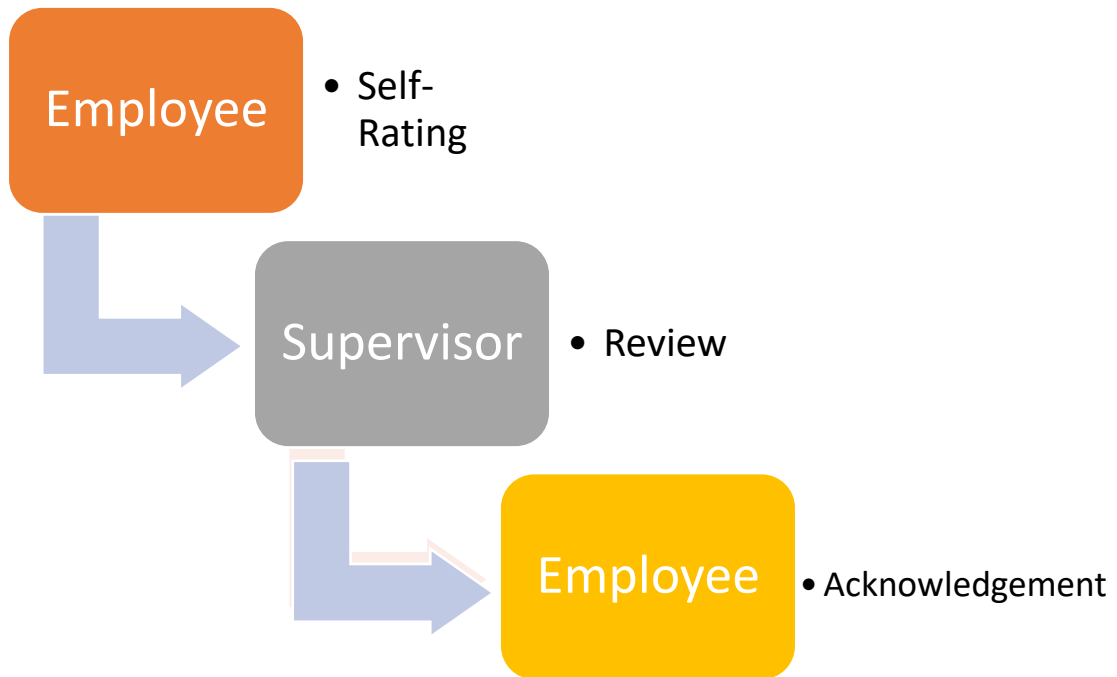 Employee
• Self-
Rating
Supervisor
• Review
Employee
• Acknowledgement